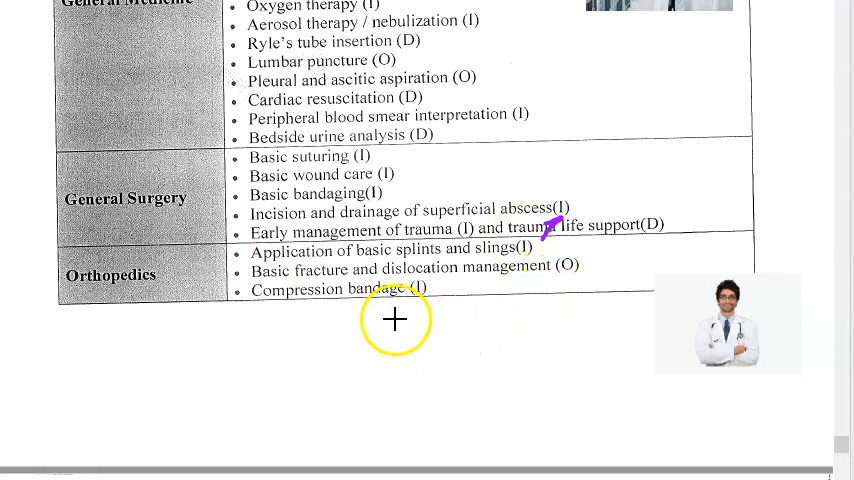 General Medicine
• Oxygen therapy (I)
• Aerosol therapy / nebulization (I)
• Ryle's tube insertion (D)
• Lumbar puncture (O)
• Pleural and ascitic aspiration (O)
• Cardiac resuscitation (D)
• Peripheral blood smear interpretation (I)
• Bedside urine analysis (D)
General Surgery
• Basic suturing (I)
• Basic wound care (I)
• Basic bandaging(I)
• Incision and drainage of superficial abscess(I)
• Early management of trauma (I) and trauma life support(D)
Orthopedics
• Application of basic splints and slings(I)
• Basic fracture and dislocation management (O)
• Compression bandage (I)